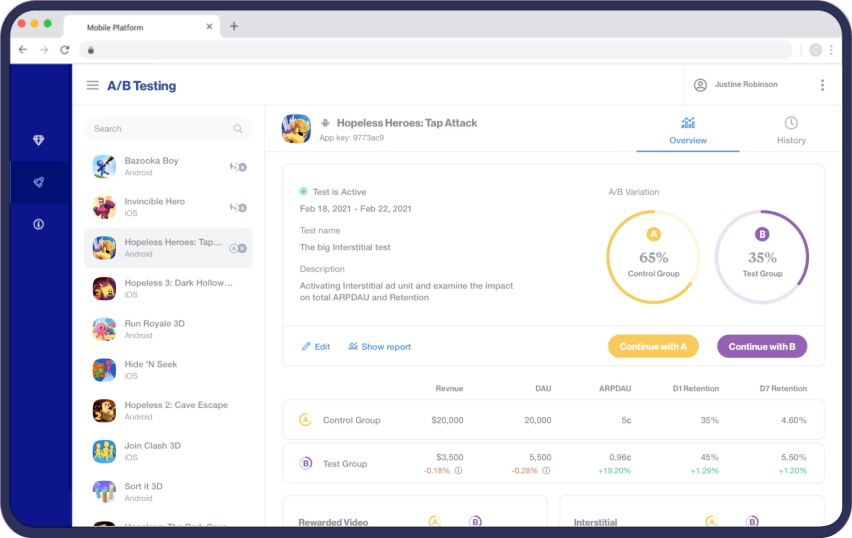 Mobile Platform
A/B Testing
Justine Robinson
Search
Bazooka Boy
Android
Invincible Hero
iOS
Hopeless Heroes: Tap...
Android
Hopeless 3: Dark Hollow...
iOS
Run Royale 3D
Android
Hide 'N Seek
iOS
Hopeless 2: Cave Escape
Android
Join Clash 3D
iOS
Sort it 3D
Android
Hopeless: The Dark Cave
Hopeless Heroes: Tap Attack
App key: 9773ac9
Overview
History
Test is Active
Feb 18, 2021 - Feb 22, 2021
Test name
The big Interstitial test
Description
Activating Interstitial ad unit and examine the impact
on total ARPDAU and Retention
A/B Variation
A
65%
Control Group
B
35%
Test Group
Edit
Show report
Continue with A
Continue with B
Revnue DAU ARPDAU D1 Retention D7 Retention
A Control Group $20,000 20,000 5¢ 35% 4.60%
B Test Group $3,500 5,500 0.96¢ 45% 5.50%
-0.18% -0.28% +19.20% +1.29% +1.20%
Rewarded Video A B
Interstitial A B